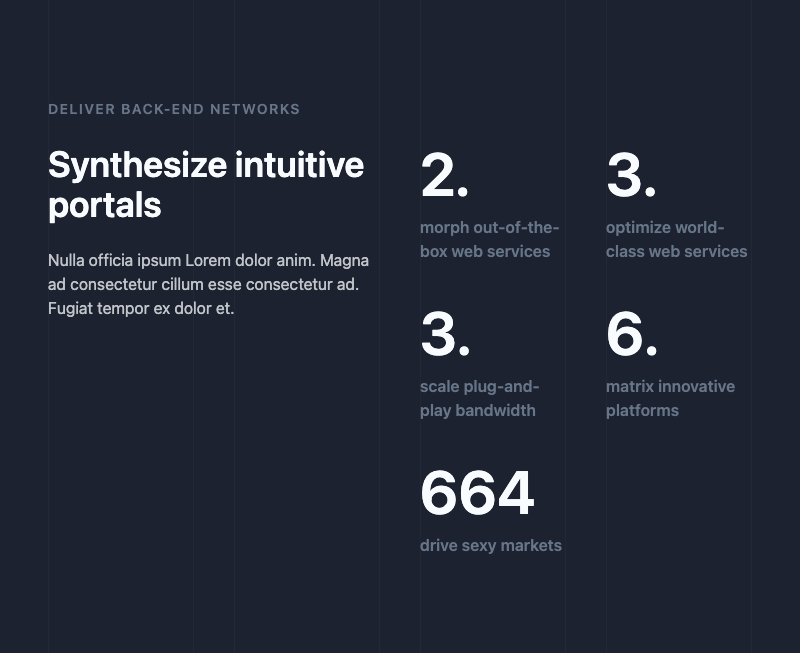 DELIVER BACK-END NETWORKS
Synthesize intuitive
portals
Nulla officia ipsum Lorem dolor anim. Magna
ad consectetur cillum esse consectetur ad.
Fugiat tempor ex dolor et.
2.
morph out-of-the-
box web services
3.
optimize world-
class web services
3.
scale plug-and-
play bandwidth
6.
matrix innovative
platforms
664
drive sexy markets